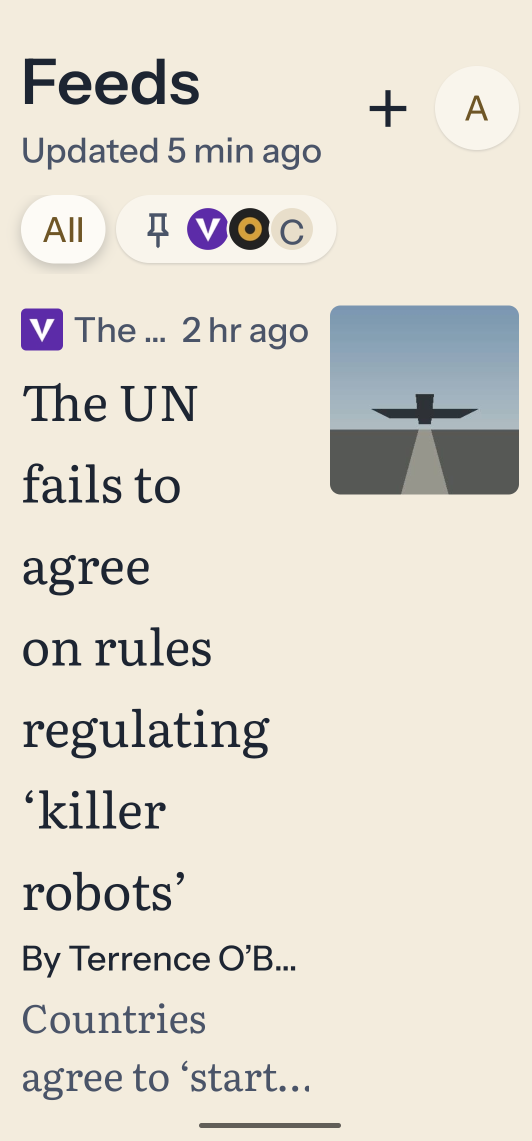 Feeds
Updated 5 min ago
A
All
V
C
V The ... 2 hr ago
The UN
fails to
agree
on rules
regulating
‘killer
robots’
By Terrence O’B...
Countries
agree to ‘start...